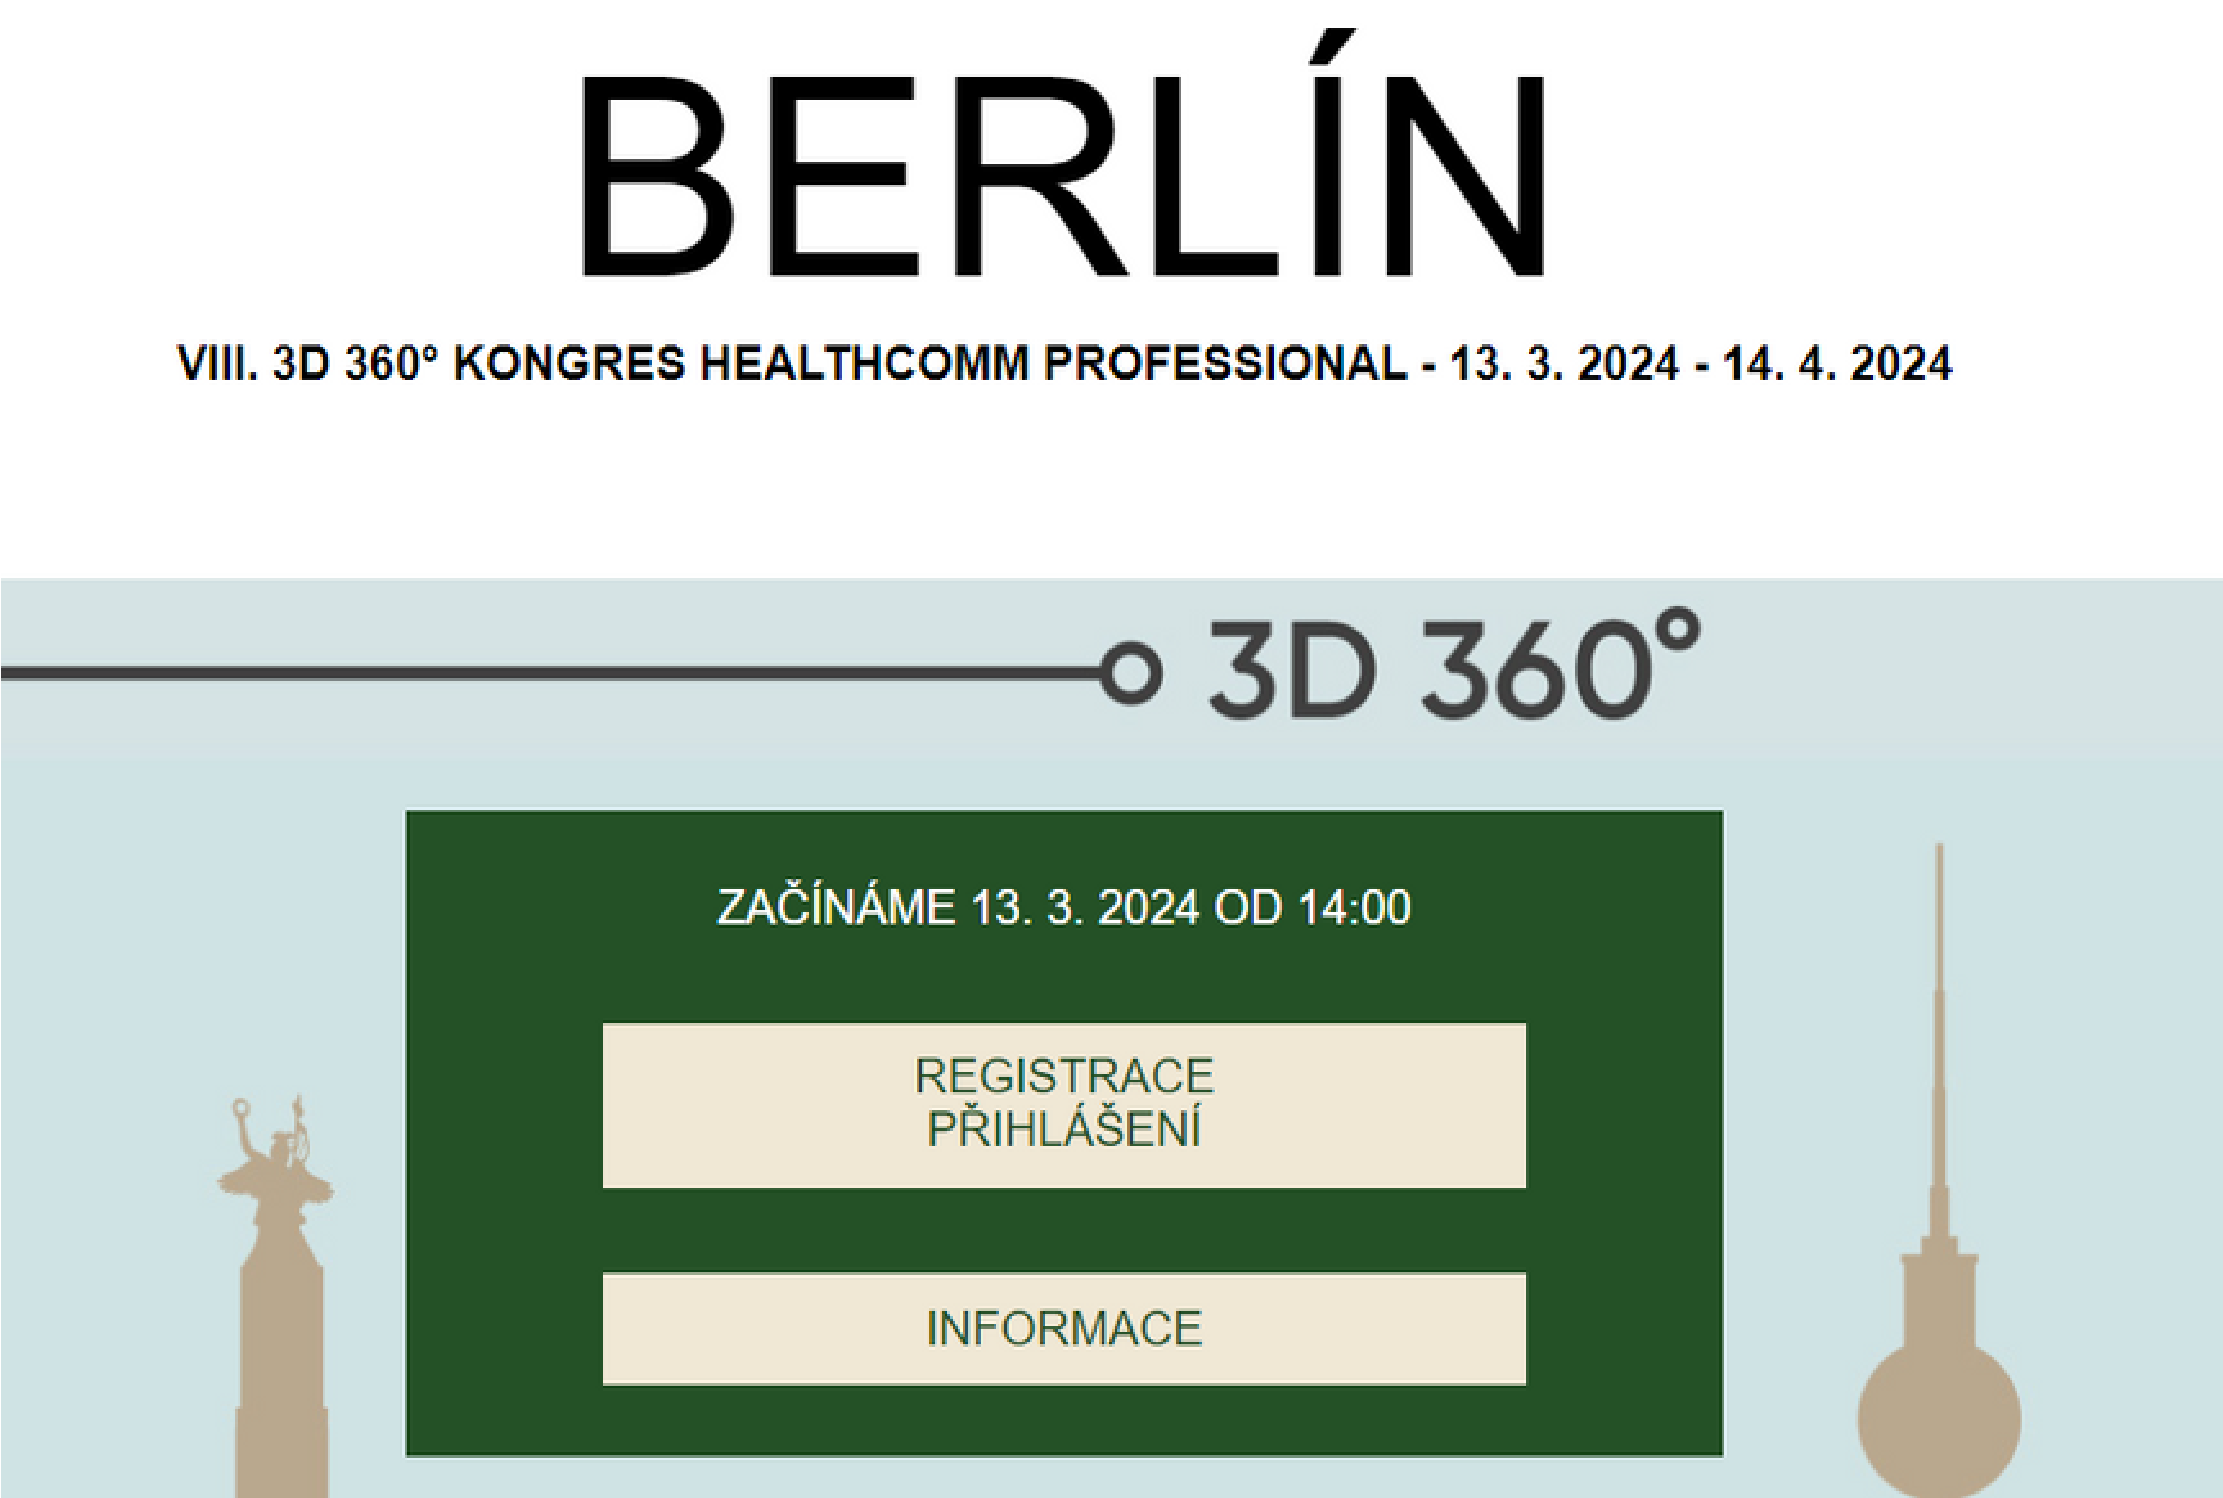 BERLÍN
VIII. 3D 360° KONGRES HEALTHCOMM PROFESSIONAL - 13. 3. 2024 - 14. 4. 2024
3D 360°
ZAČÍNÁME 13. 3. 2024 OD 14:00
REGISTRACE
PŘIHLÁŠENÍ
INFORMACE